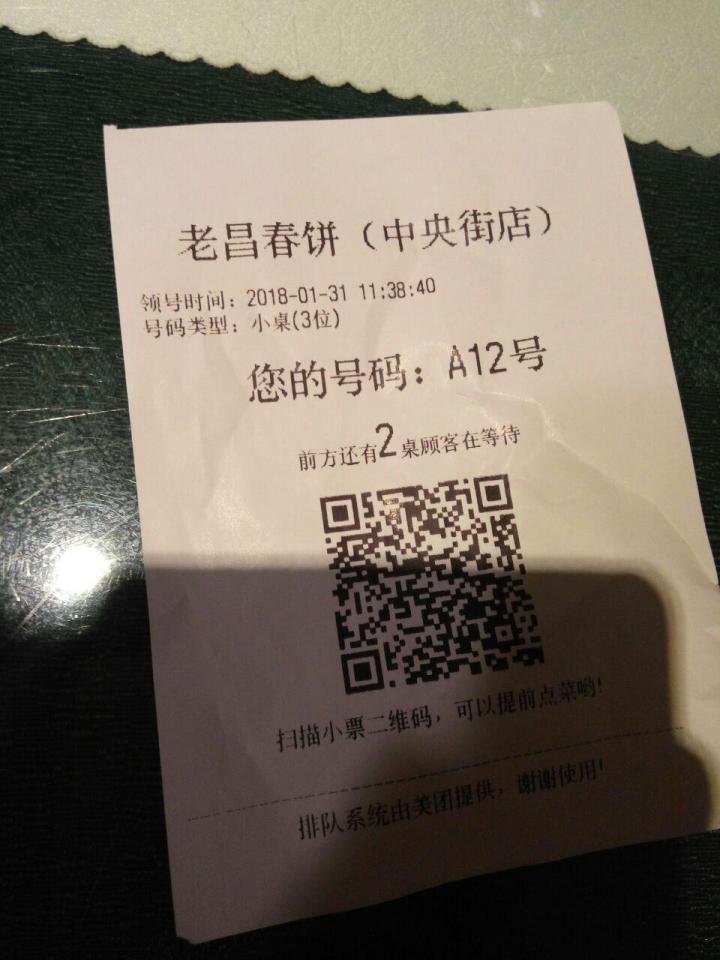 老昌春饼（中央街店）
领号时间：2018-01-31 11:38:40
号码类型：小桌(3位)
您的号码：A12号
前方还有2桌顾客在等待
扫描小票二维码，可以提前点菜哟！
排队系统由美团提供，谢谢使用！